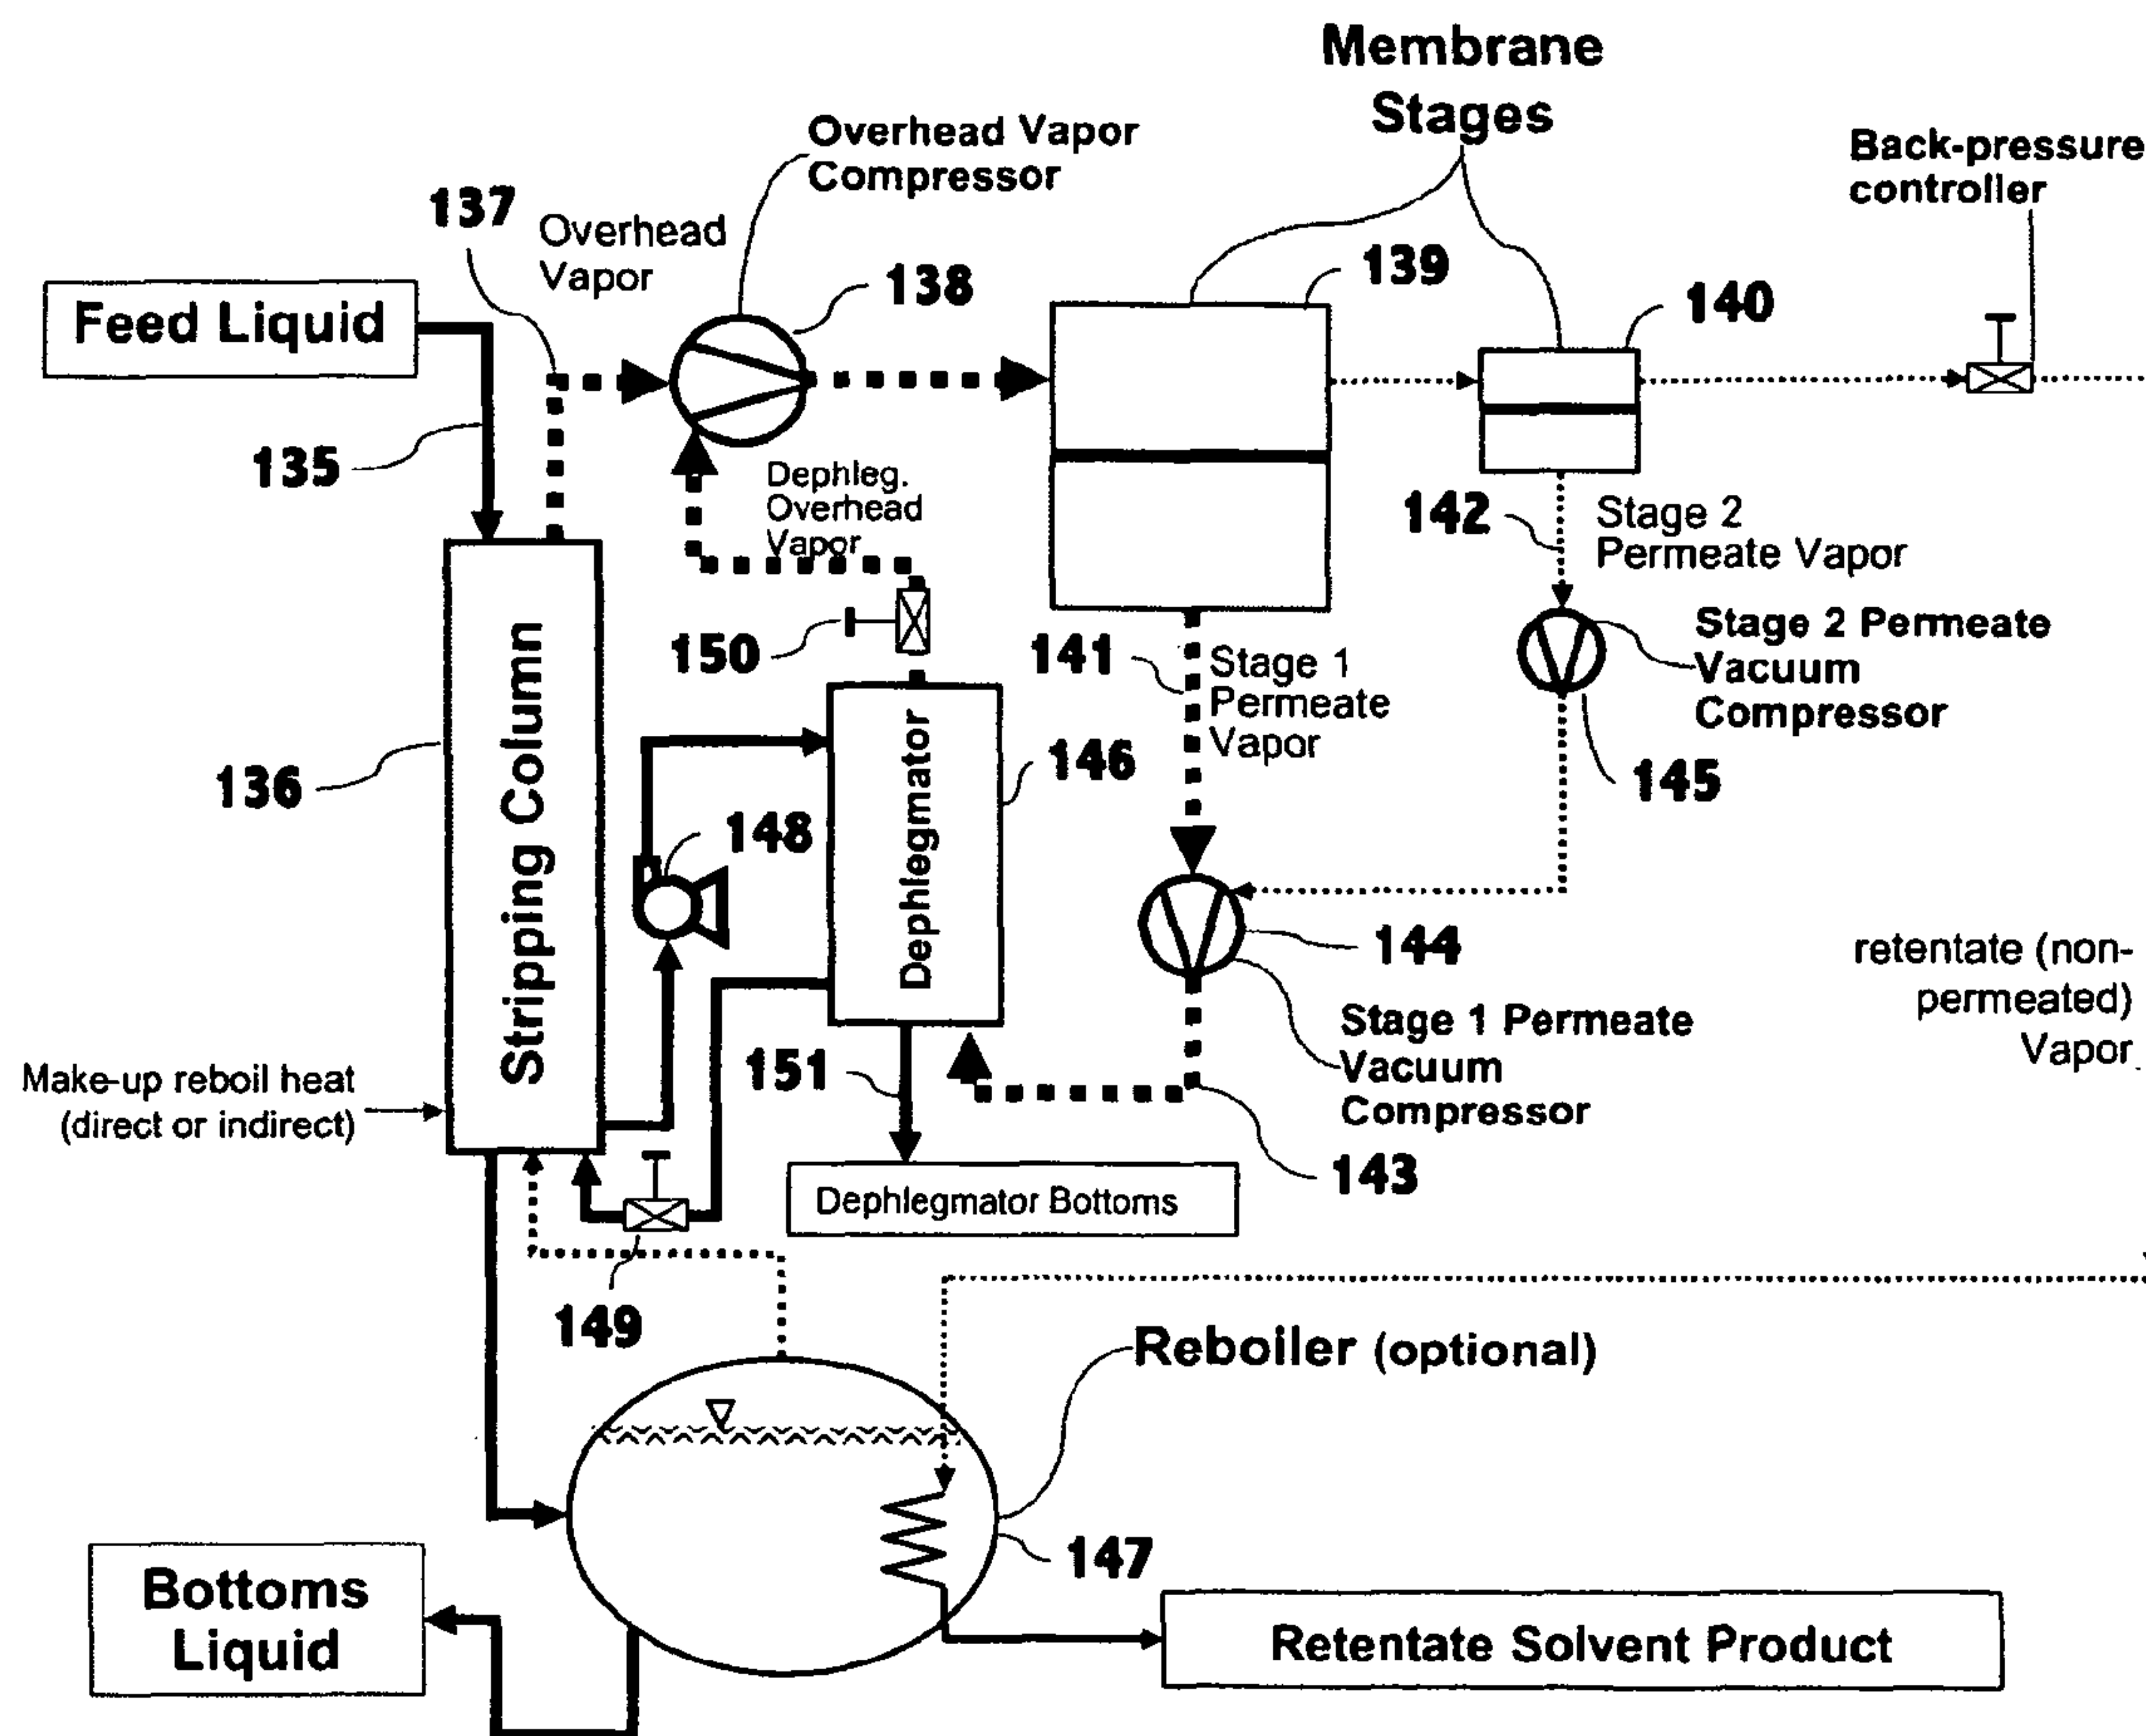 Membrane
Stages
Overhead Vapor
Compressor
Back-pressure
controller
137
Overhead
Vapor
138
139
140
Feed Liquid
135
Dephleg.
Overhead
Vapor
142
Stage 2
Permeate Vapor
150
141
Stage 1
Permeate
Vapor
Stage 2 Permeate
Vacuum
Compressor
145
136
Stripping Column
148
Dephlegmator
146
144
retentate (non-
permeated)
Vapor
Stage 1 Permeate
Vacuum
Compressor
Make-up reboil heat
(direct or indirect)
151
143
Dephlegmator Bottoms
149
Reboiler (optional)
147
Bottoms
Liquid
Retentate Solvent Product